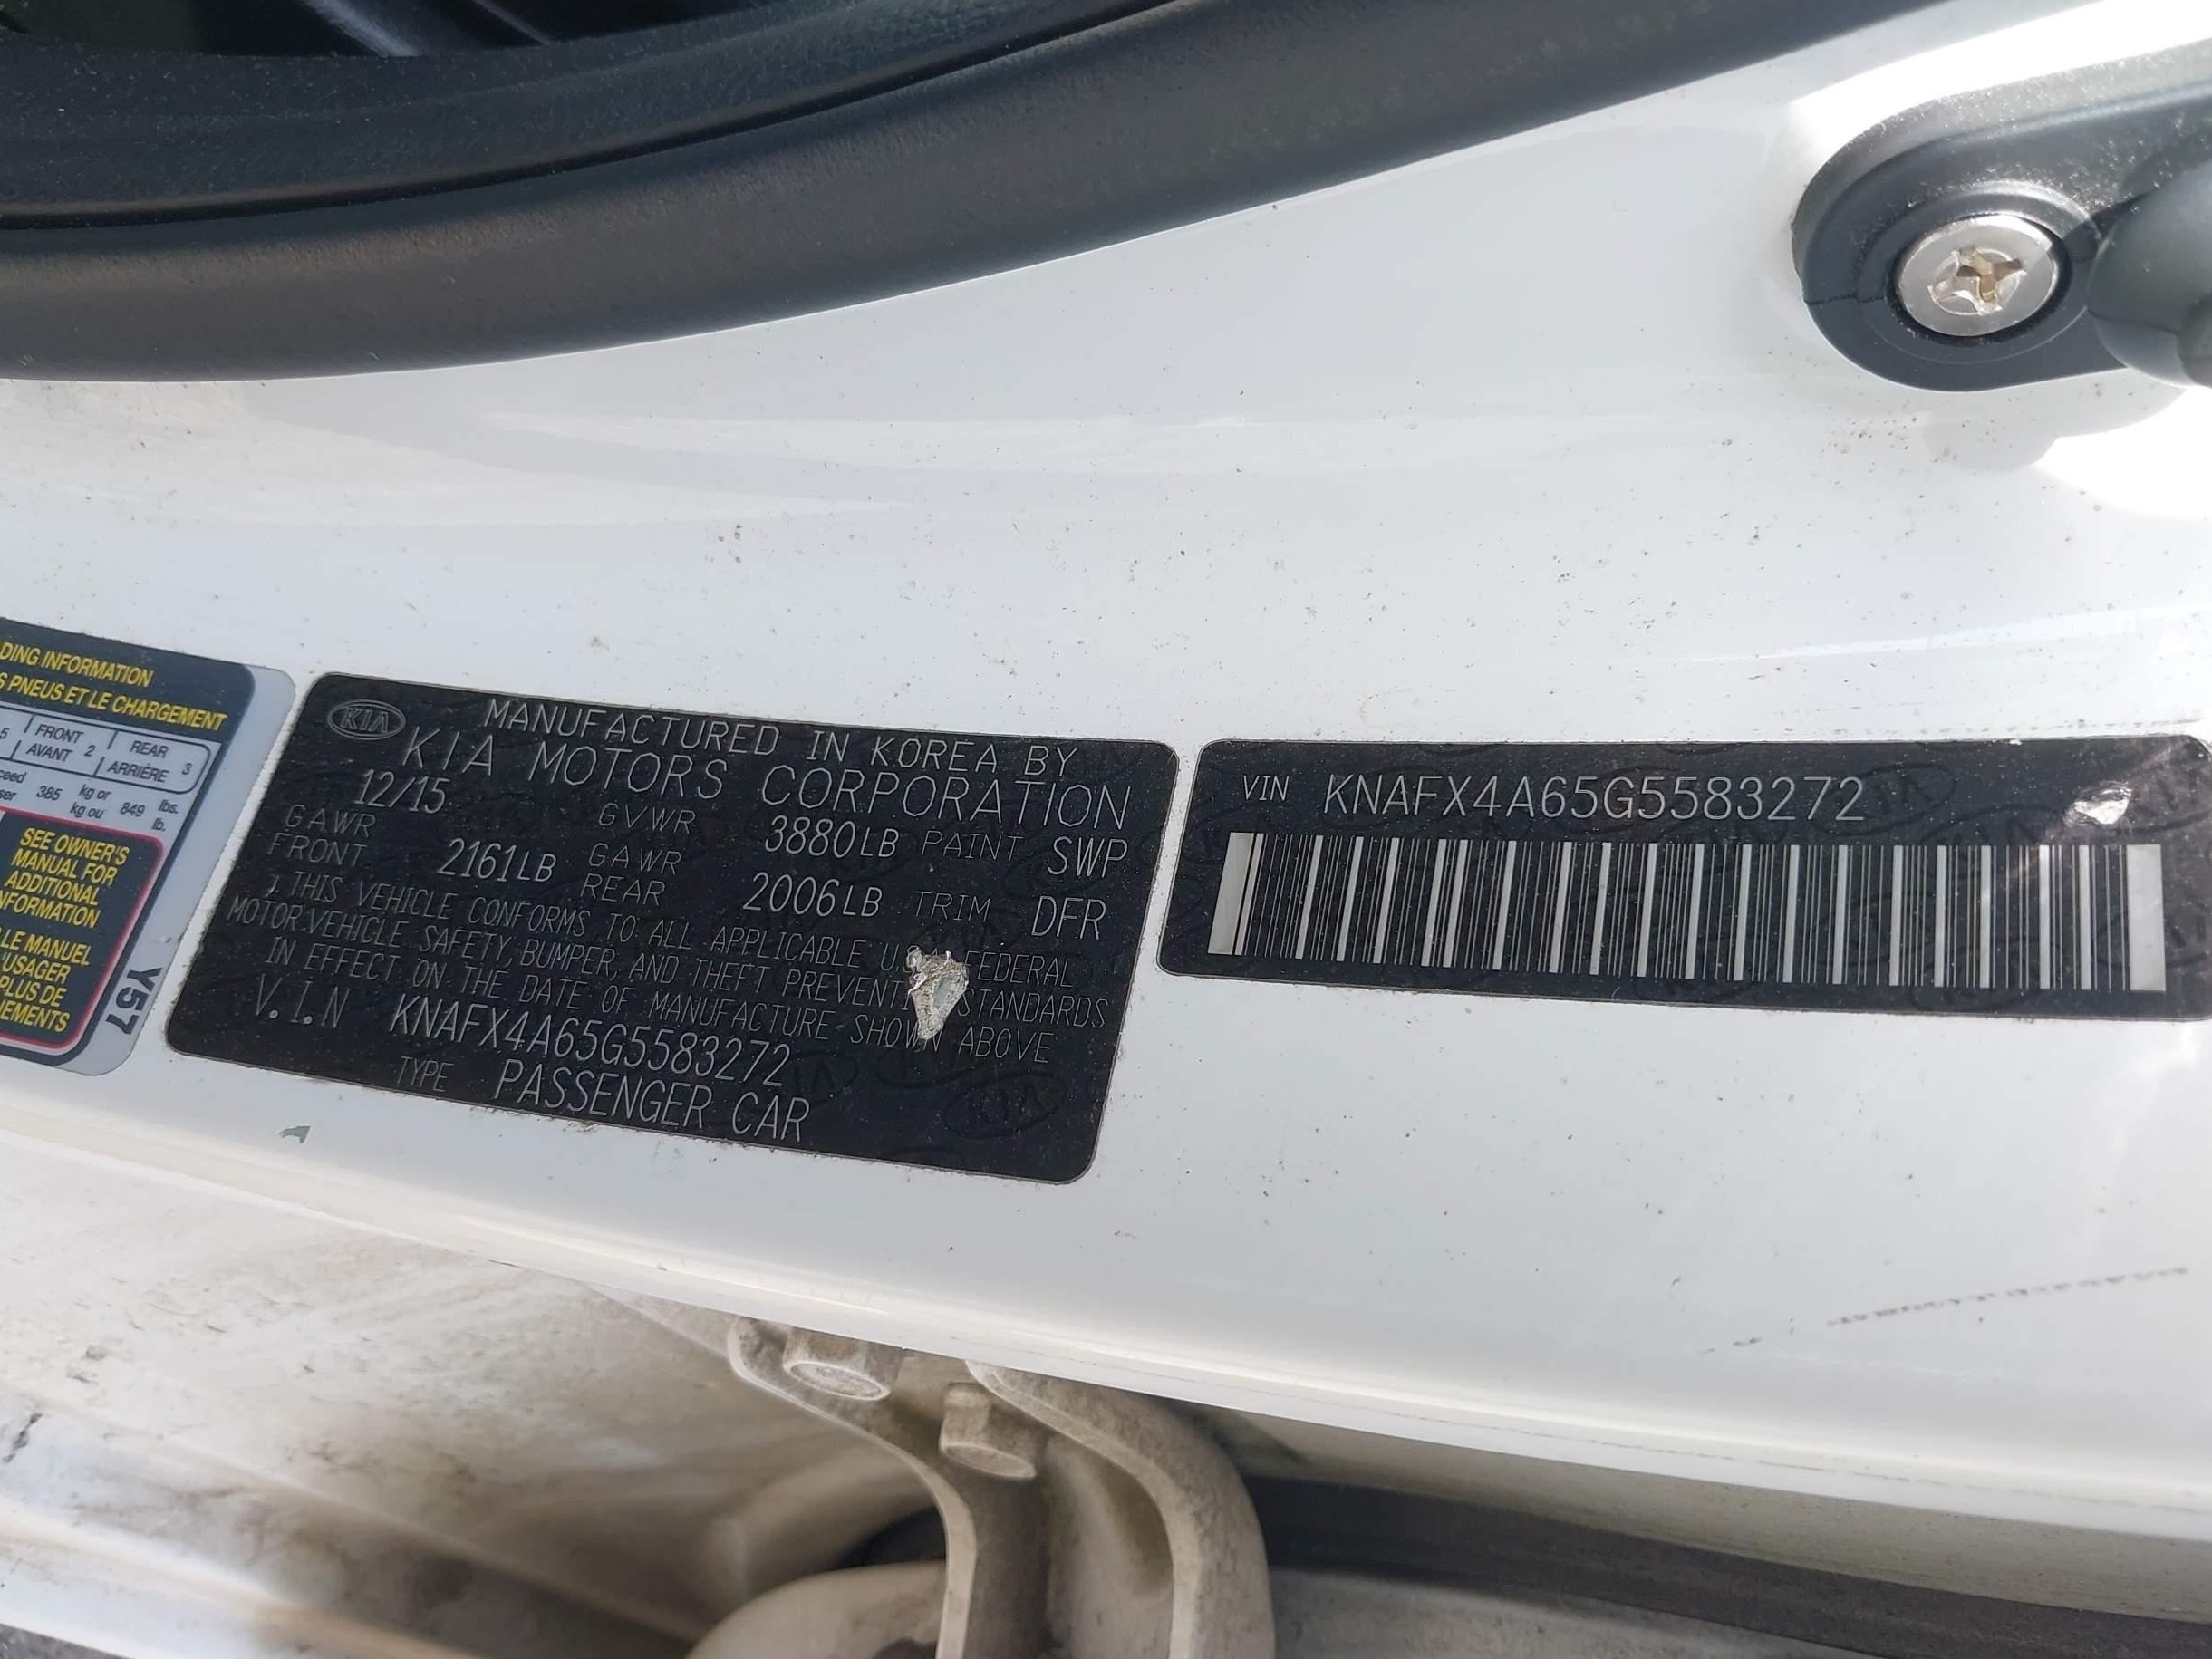 DING INFORMATION
S PNEUS ET LE CHARGEMENT
5 FRONT 2 REAR 3
AVANT ARRIÈRE
385 kg or 849 lbs.
kg ou lb.
SEE OWNER'S
MANUAL FOR
ADDITIONAL
NFORMATION
LE MANUEL
'USAGER
PLUS DE
Y57
KIA
MANUFACTURED IN KOREA BY
KIA MOTORS CORPORATION
12/15 GVWR 3880LB PAINT SWP
GAWR FRONT 2161LB GAWR REAR 2006LB TRIM DFR
THIS VEHICLE CONFORMS TO ALL APPLICABLE U.S. FEDERAL
MOTOR VEHICLE SAFETY, BUMPER, AND THEFT PREVENTI STANDARDS
IN EFFECT ON THE DATE OF MANUFACTURE SHOWN ABOVE
V.I.N KNAFX4A65G5583272
TYPE PASSENGER CAR
VIN KNAFX4A65G5583272